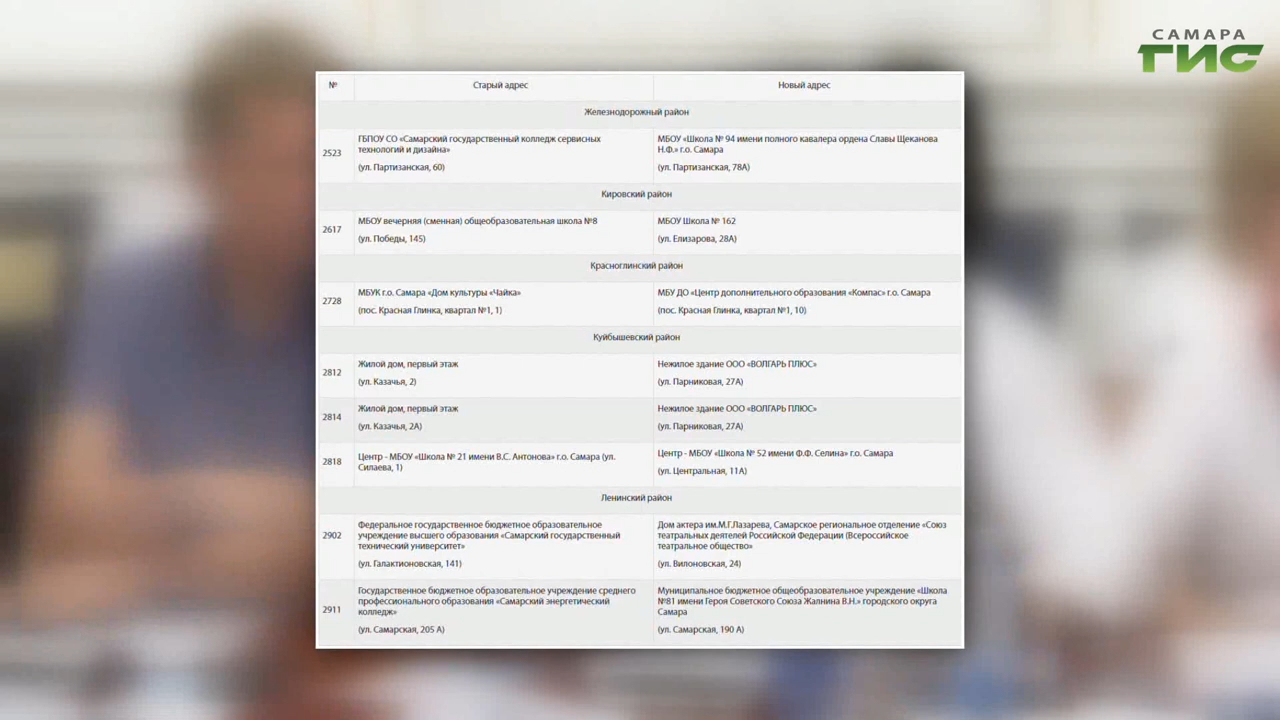 САМАРА
ГИС
№ Старый адрес Новый адрес
Железнодорожный район
2523
ГБПОУ СО «Самарский государственный колледж сервисных
технологий и дизайна»
(ул. Партизанская, 60)
МБОУ «Школа № 94 имени полного кавалера ордена Славы Щеканова
Н.Ф.» г.о. Самара
(ул. Партизанская, 78А)
Кировский район
2617
МБОУ вечерняя (сменная) общеобразовательная школа №8
(ул. Победы, 145)
МБОУ Школа № 162
(ул. Елизарова, 28А)
Красноглинский район
2728
МБУК г.о. Самара «Дом культуры «Чайка»
(пос. Красная Глинка, квартал №1, 1)
МБУ ДО «Центр дополнительного образования «Компас» г.о. Самара
(пос. Красная Глинка, квартал №1, 10)
Куйбышевский район
2812
Жилой дом, первый этаж
(ул. Казачья, 2)
Нежилое здание ООО «ВОЛГАРЬ ПЛЮС»
(ул. Парниковая, 27А)
2814
Жилой дом, первый этаж
(ул. Казачья, 2А)
Нежилое здание ООО «ВОЛГАРЬ ПЛЮС»
(ул. Парниковая, 27А)
2818
Центр - МБОУ «Школа № 21 имени В.С. Антонова» г.о. Самара (ул.
Силаева, 1)
Центр - МБОУ «Школа № 52 имени Ф.Ф. Селина» г.о. Самара
(ул. Центральная, 11А)
Ленинский район
2902
Федеральное государственное бюджетное образовательное
учреждение высшего образования «Самарский государственный
технический университет»
(ул. Галактионовская, 141)
Дом актера им.М.Г.Лазарева, Самарское региональное отделение «Союз
театральных деятелей Российской Федерации (Всероссийское
театральное общество»
(ул. Вилоновская, 24)
2911
Государственное бюджетное образовательное учреждение среднего
профессионального образования «Самарский энергетический
колледж»
(ул. Самарская, 205 А)
Муниципальное бюджетное общеобразовательное учреждение «Школа
№81 имени Героя Советского Союза Жалнина В.Н.» городского округа
Самара
(ул. Самарская, 190 А)